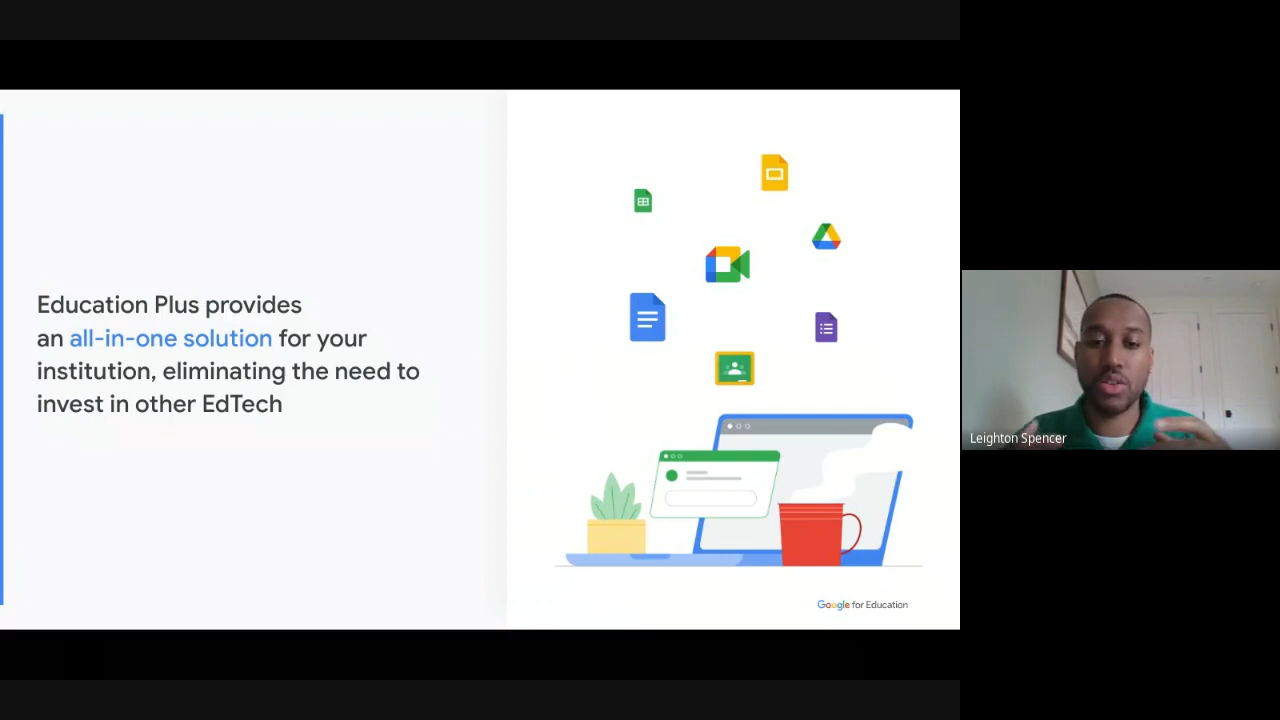 Education Plus provides
an all-in-one solution for your
institution, eliminating the need to
invest in other EdTech
Google for Education
Leighton Spencer